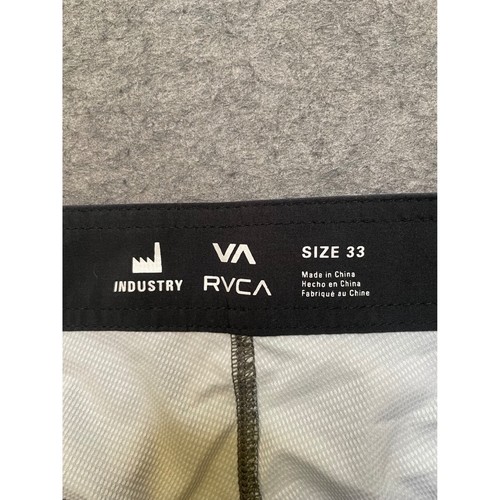 INDUSTRY
VA
RVCA
SIZE 33
Made in China
Hecho en China
Fabriqué au Chine